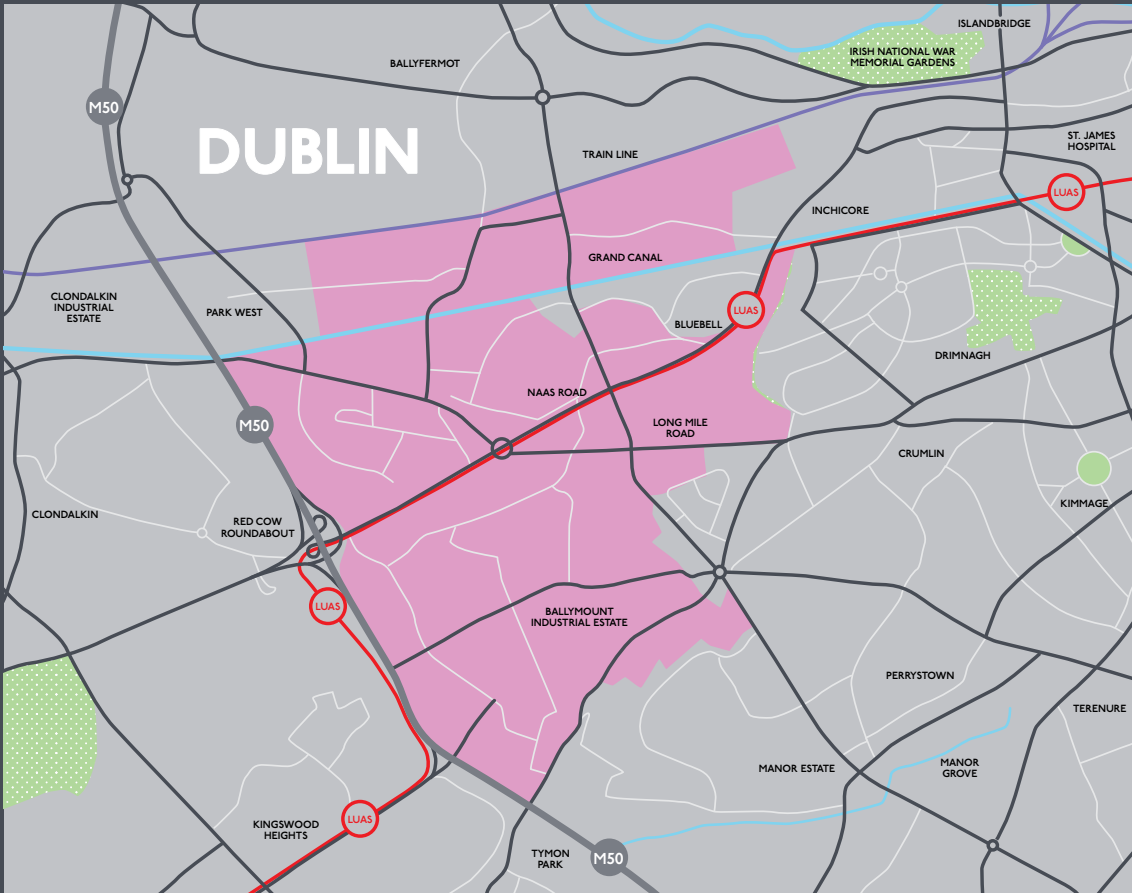 ISLANDBRIDGE
IRISH NATIONAL WAR
MEMORIAL GARDENS
BALLYFERMOT
M50
DUBLIN
ST. JAMES
HOSPITAL
TRAIN LINE
LUAS
INCHICORE
GRAND CANAL
CLONDALKIN
INDUSTRIAL
ESTATE
PARK WEST
LUAS
BLUEBELL
DRIMNAGH
NAAS ROAD
M50
LONG MILE
ROAD
CRUMLIN
KIMMAGE
CLONDALKIN
RED COW
ROUNDABOUT
LUAS
BALLYMOUNT
INDUSTRIAL ESTATE
PERRYSTOWN
TERENURE
MANOR ESTATE
MANOR
GROVE
LUAS
KINGSWOOD
HEIGHTS
TYMON
PARK
M50